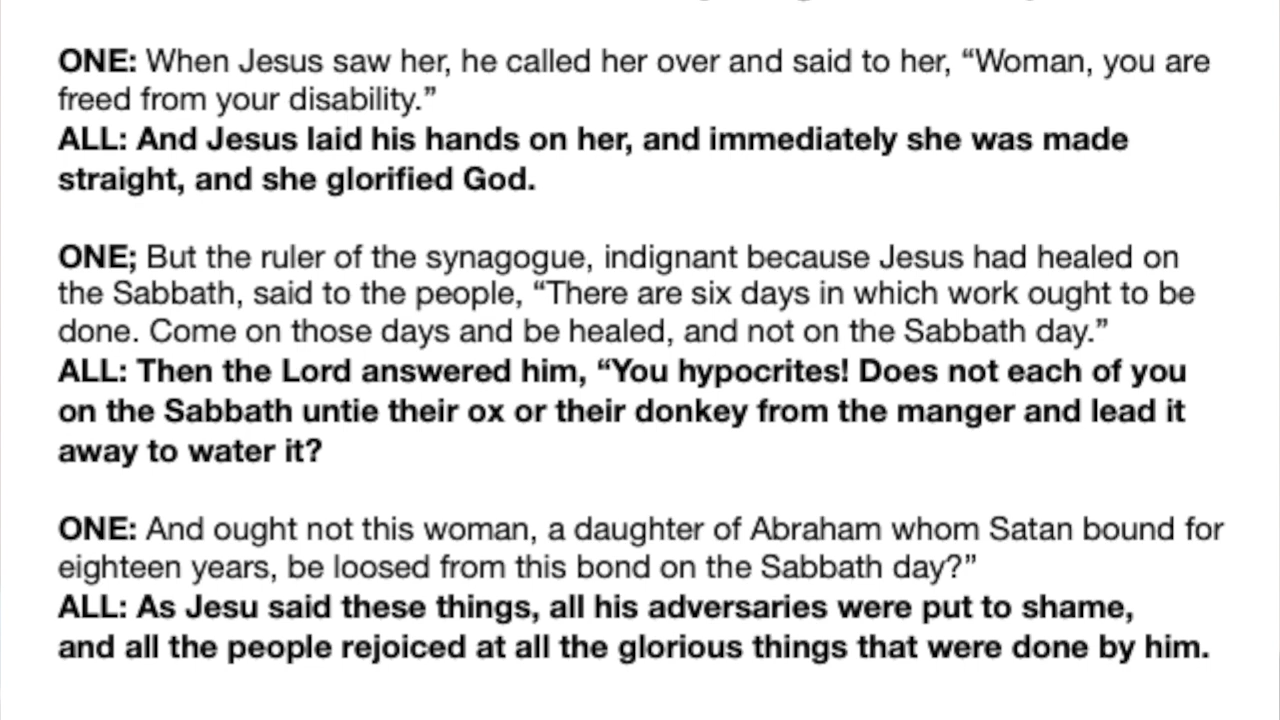 ONE: When Jesus saw her, he called her over and said to her, “Woman, you are
freed from your disability.”
ALL: And Jesus laid his hands on her, and immediately she was made
straight, and she glorified God.
ONE; But the ruler of the synagogue, indignant because Jesus had healed on
the Sabbath, said to the people, “There are six days in which work ought to be
done. Come on those days and be healed, and not on the Sabbath day.”
ALL: Then the Lord answered him, “You hypocrites! Does not each of you
on the Sabbath untie their ox or their donkey from the manger and lead it
away to water it?
ONE: And ought not this woman, a daughter of Abraham whom Satan bound for
eighteen years, be loosed from this bond on the Sabbath day?”
ALL: As Jesu said these things, all his adversaries were put to shame,
and all the people rejoiced at all the glorious things that were done by him.